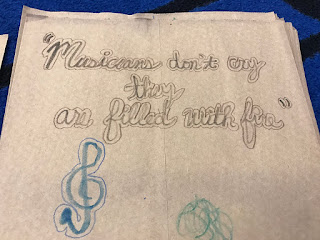 "Musicians don't cry
they
are filled with fire"